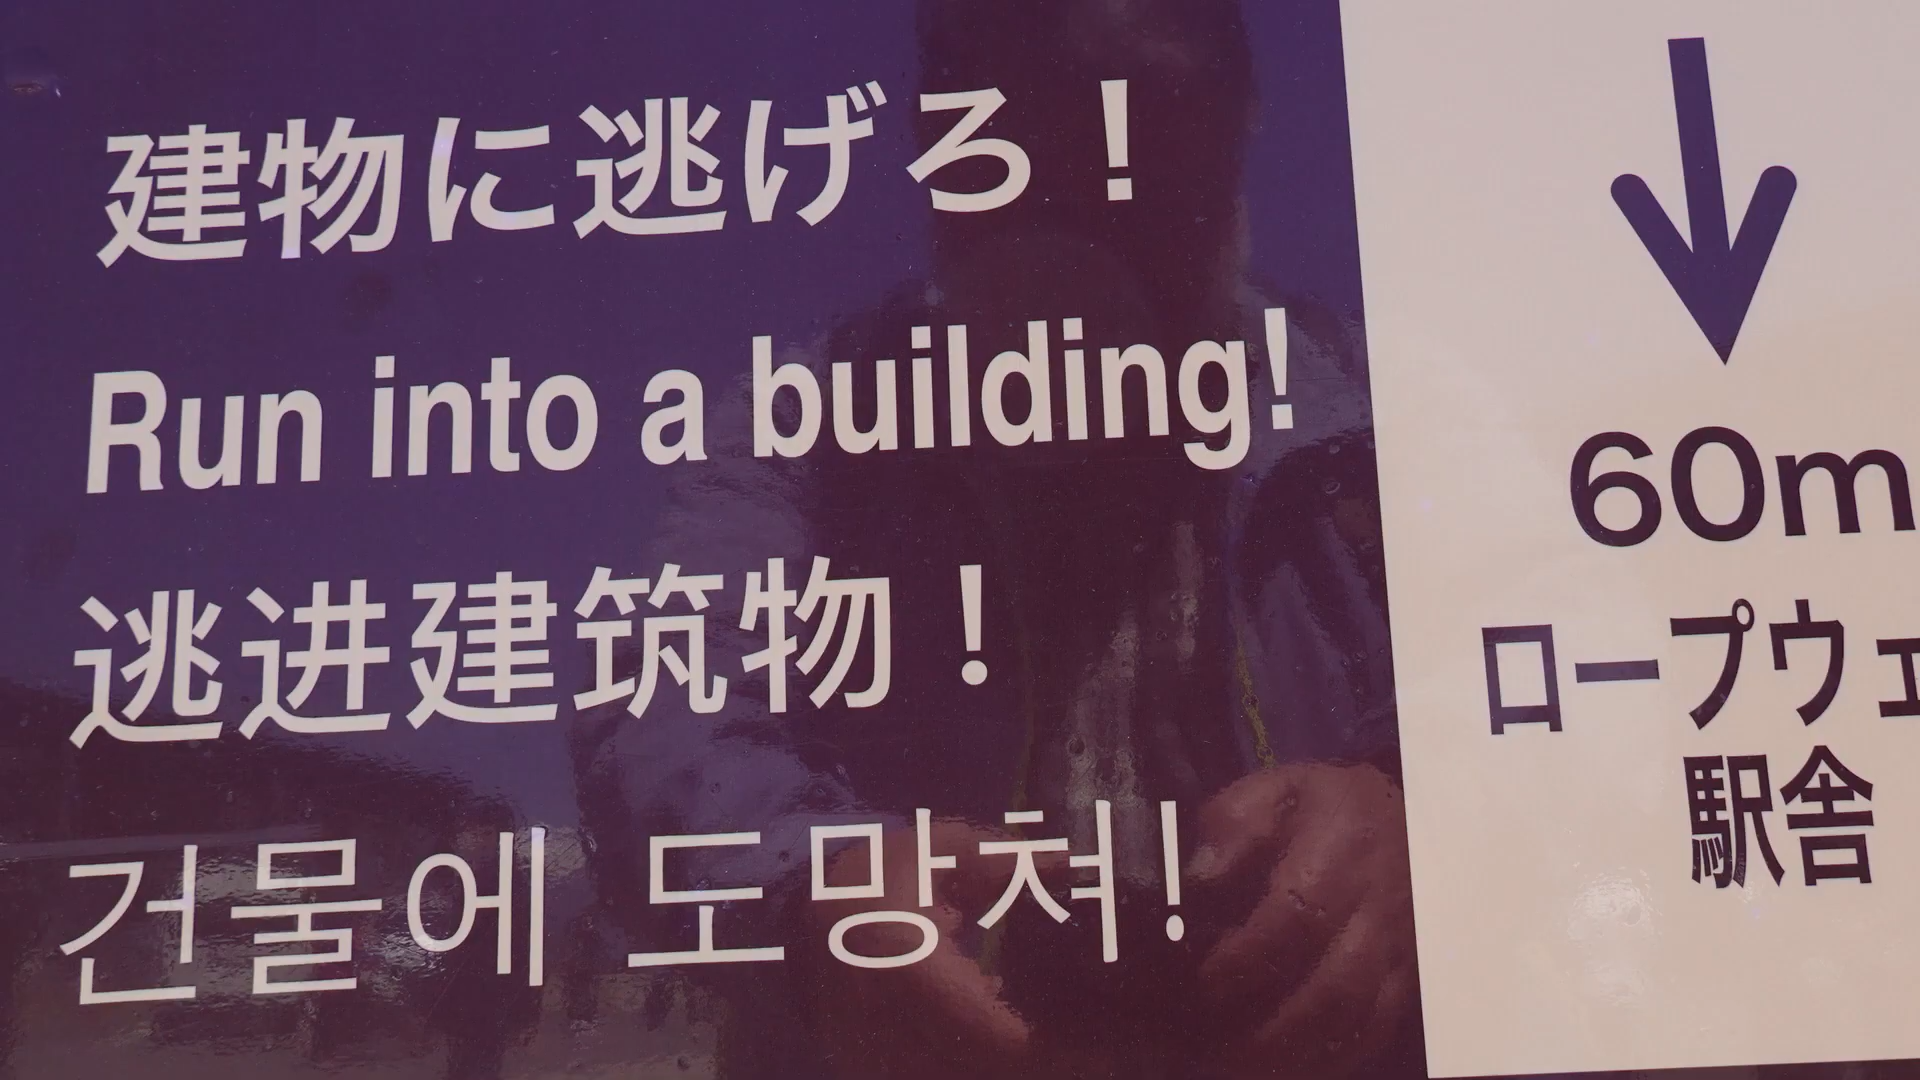 建物に逃げろ！
Run into a building!
逃进建筑物！
건물에 도망쳐!
60m
ロープウェ
駅舎